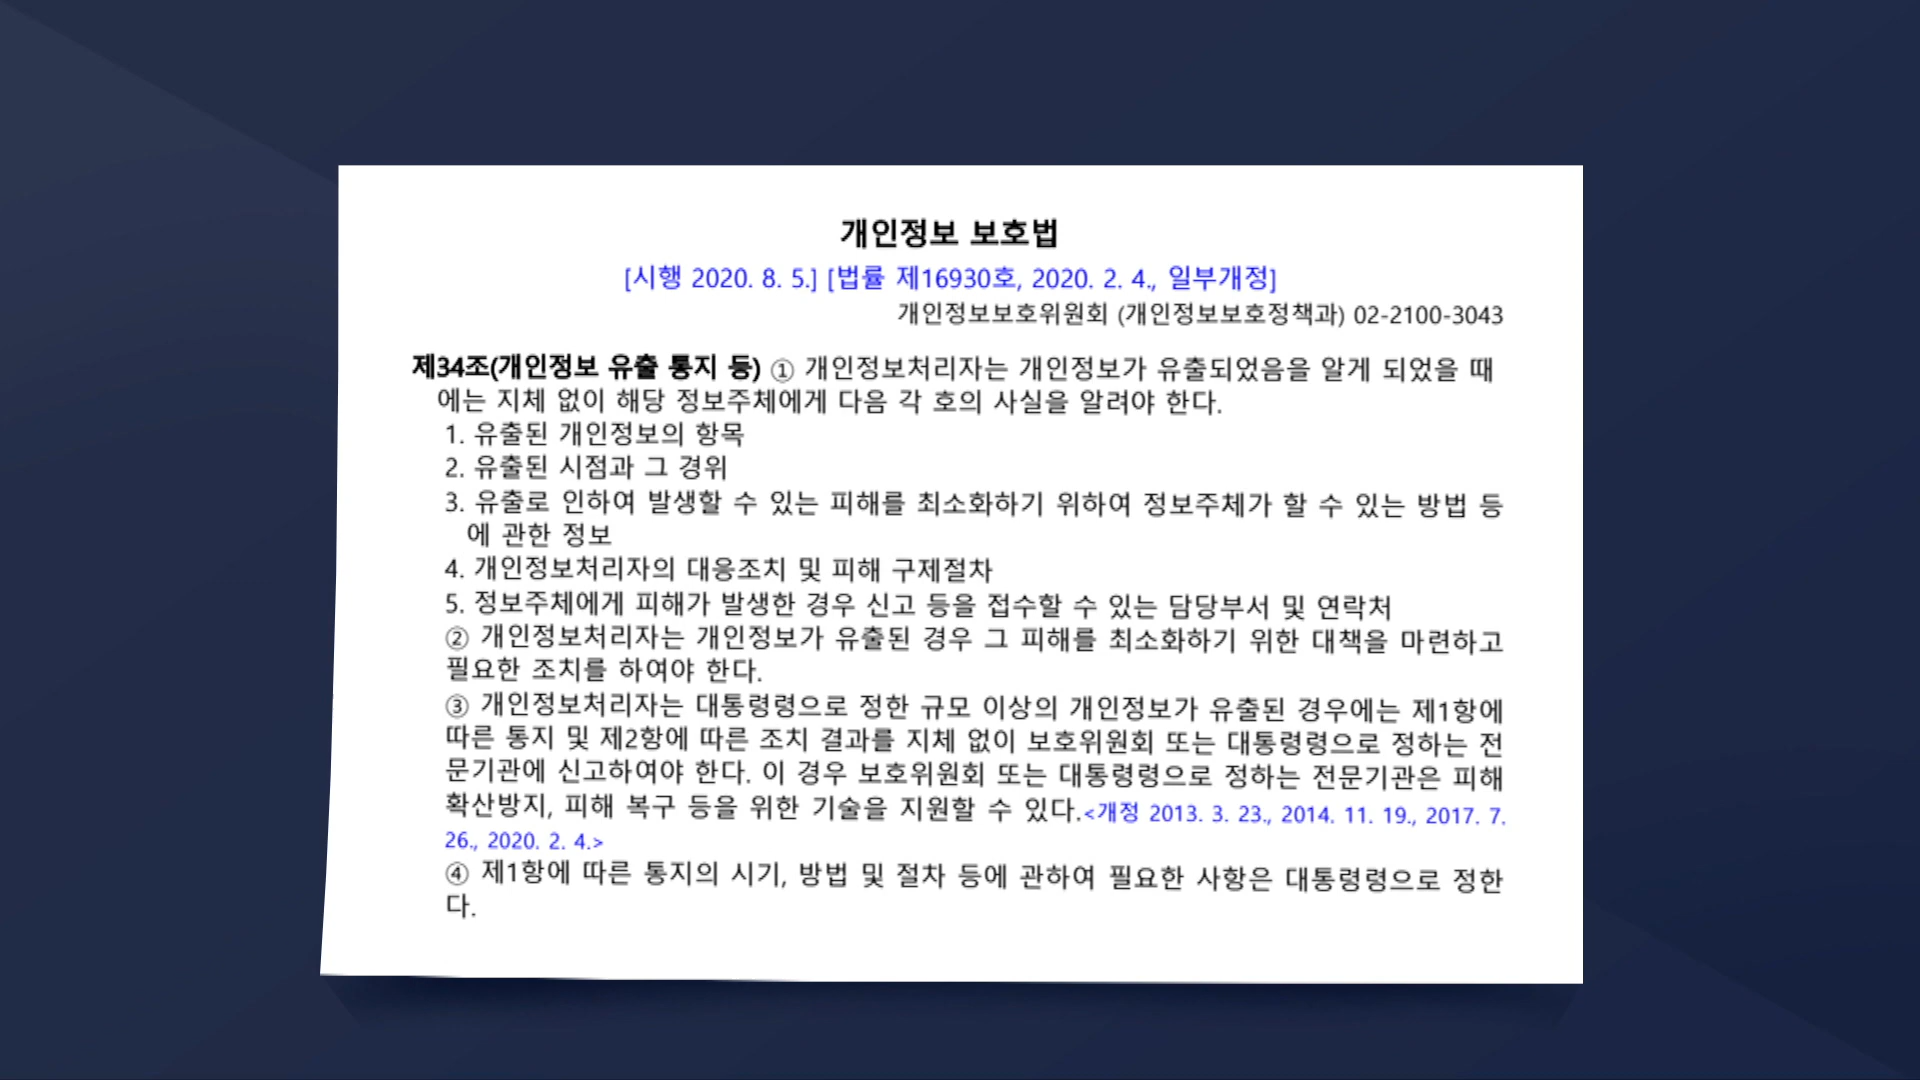 개인정보 보호법
[시행 2020. 8. 5.] [법률 제16930호, 2020. 2. 4., 일부개정]
개인정보보호위원회 (개인정보보호정책과) 02-2100-3043
제34조(개인정보 유출 통지 등) ① 개인정보처리자는 개인정보가 유출되었음을 알게 되었을 때
에는 지체 없이 해당 정보주체에게 다음 각 호의 사실을 알려야 한다.
1. 유출된 개인정보의 항목
2. 유출된 시점과 그 경위
3. 유출로 인하여 발생할 수 있는 피해를 최소화하기 위하여 정보주체가 할 수 있는 방법 등
에 관한 정보
4. 개인정보처리자의 대응조치 및 피해 구제절차
5. 정보주체에게 피해가 발생한 경우 신고 등을 접수할 수 있는 담당부서 및 연락처
② 개인정보처리자는 개인정보가 유출된 경우 그 피해를 최소화하기 위한 대책을 마련하고
필요한 조치를 하여야 한다.
③ 개인정보처리자는 대통령령으로 정한 규모 이상의 개인정보가 유출된 경우에는 제1항에
따른 통지 및 제2항에 따른 조치 결과를 지체 없이 보호위원회 또는 대통령령으로 정하는 전
문기관에 신고하여야 한다. 이 경우 보호위원회 또는 대통령령으로 정하는 전문기관은 피해
확산방지, 피해 복구 등을 위한 기술을 지원할 수 있다.<개정 2013. 3. 23., 2014. 11. 19., 2017. 7.
26., 2020. 2. 4.>
④ 제1항에 따른 통지의 시기, 방법 및 절차 등에 관하여 필요한 사항은 대통령령으로 정한
다.